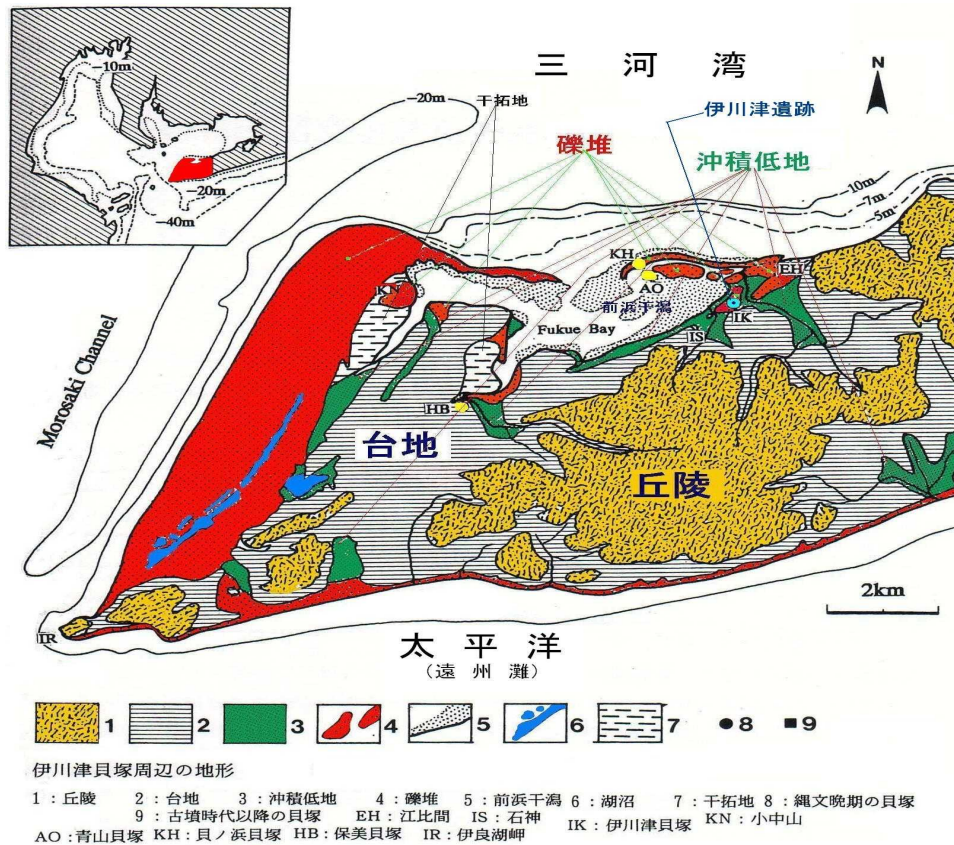 三河湾
N
-10m
-20m
-40m
-20m
干拓地
伊川津遺跡
礫堆
沖積低地
-10m
-7m
-5m
KH
EH
KN
AO
前浜干潟
IK
Fukue Bay
IS
Morosaki Channel
HB
台地
丘陵
2km
IR
太平洋
(遠州灘)
1 2 3 4 5 6 7 8 9
伊川津貝塚周辺の地形
1:丘陵 2:台地 3:沖積低地 4:礫堆 5:前浜干潟 6:湖沼 7:干拓地 8:縄文晩期の貝塚
9:古墳時代以降の貝塚 EH:江比間 IS:石神 IK:伊川津貝塚 KN:小中山
AO:青山貝塚 KH:貝ノ浜貝塚 HB:保美貝塚 IR:伊良湖岬